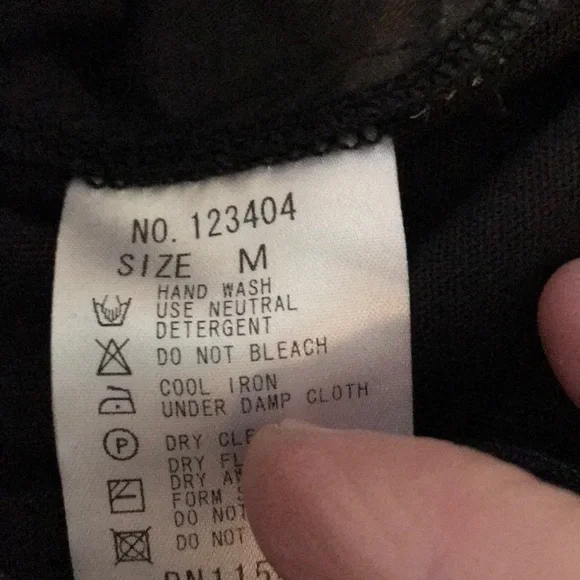 NO. 123404
SIZE M
HAND WASH
USE NEUTRAL
DETERGENT
DO NOT BLEACH
COOL IRON
UNDER DAMP CLOTH
P
DRY
DRY
DRY
FORM
DO NOT
DO NOT